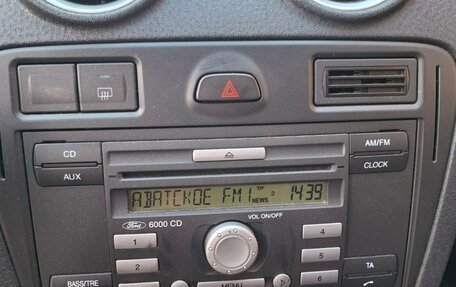 CD
AM/FM
AUX
CLOCK
АВАТСКОЕ FM1 TP NEWS 2 14:39
Ford 6000 CD
VOL ON/OFF
1
4
2
5
3
6
BASS/TRE
MENU
TA